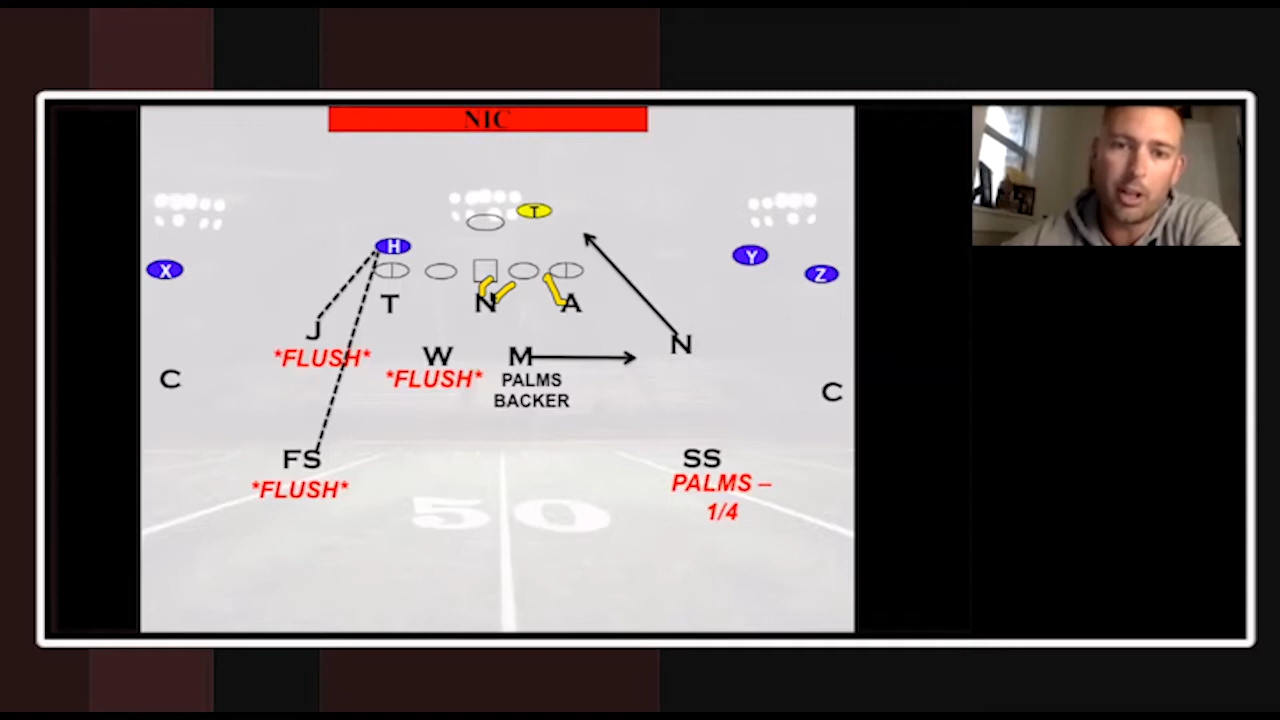 NIC
T
H
X
Y
Z
T
N
A
J
N
*FLUSH*
W
M
*FLUSH*
PALMS
BACKER
C
C
FS
SS
*FLUSH*
PALMS –
1/4
50